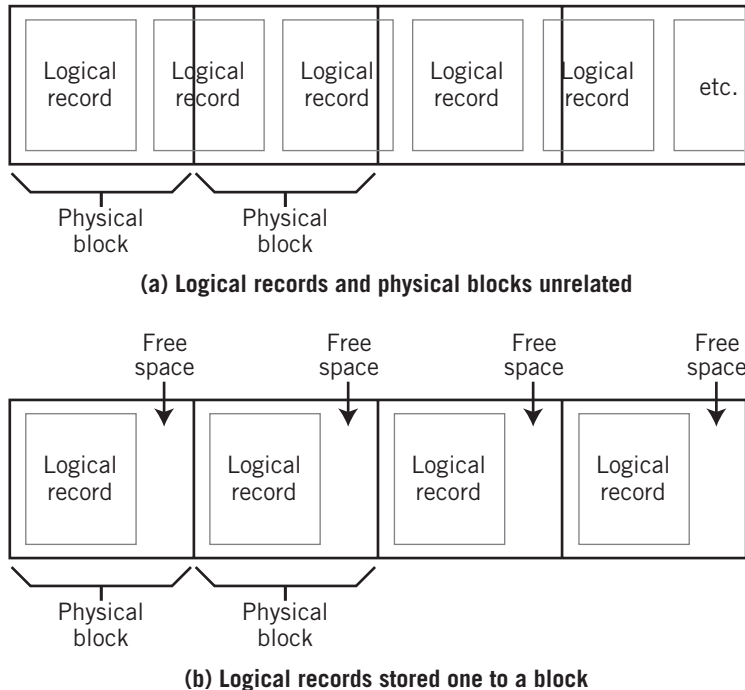 Logical Logical Logical Logical Logical etc.
record record record record record
Physical Physical
block block
(a) Logical records and physical blocks unrelated
Free Free Free Free
space space space space
Logical Logical Logical Logical
record record record record
Physical Physical
block block
(b) Logical records stored one to a block